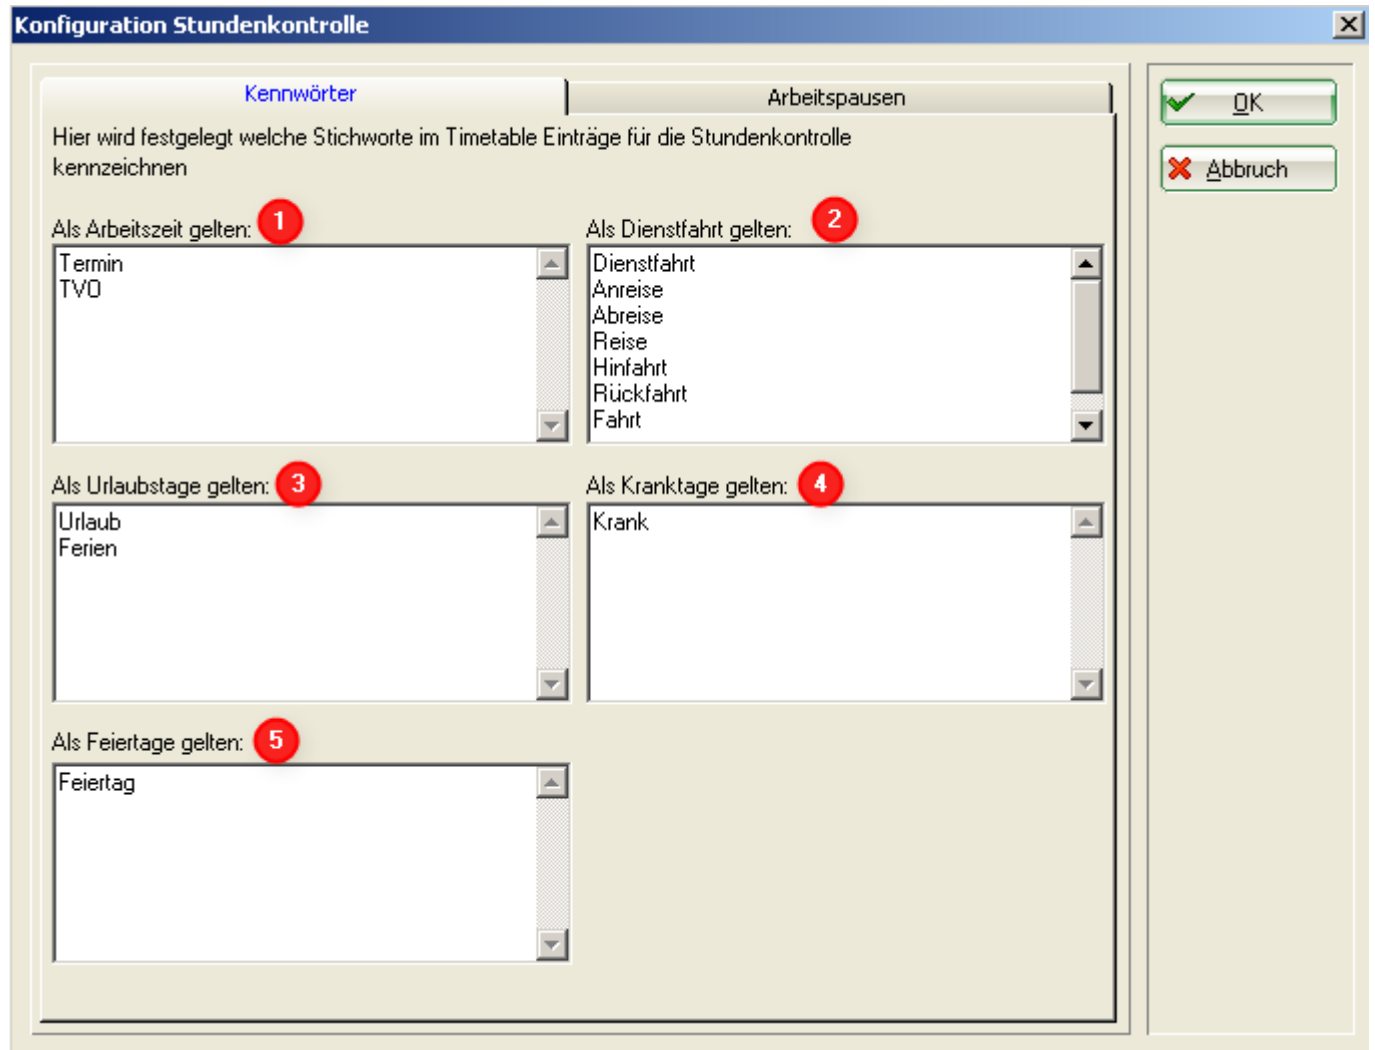 Konfiguration Stundenkontrolle
Kennwörter
Arbeitspausen
OK
Abbruch
Hier wird festgelegt welche Stichworte im Timetable Einträge für die Stundenkontrolle
kennzeichnen
Als Arbeitszeit gelten: 1
Termin
TVO
Als Dienstfahrt gelten: 2
Dienstfahrt
Anreise
Abreise
Reise
Hinfahrt
Rückfahrt
Fahrt
Als Urlaubstage gelten: 3
Urlaub
Ferien
Als Kranktage gelten: 4
Krank
Als Feiertage gelten: 5
Feiertag